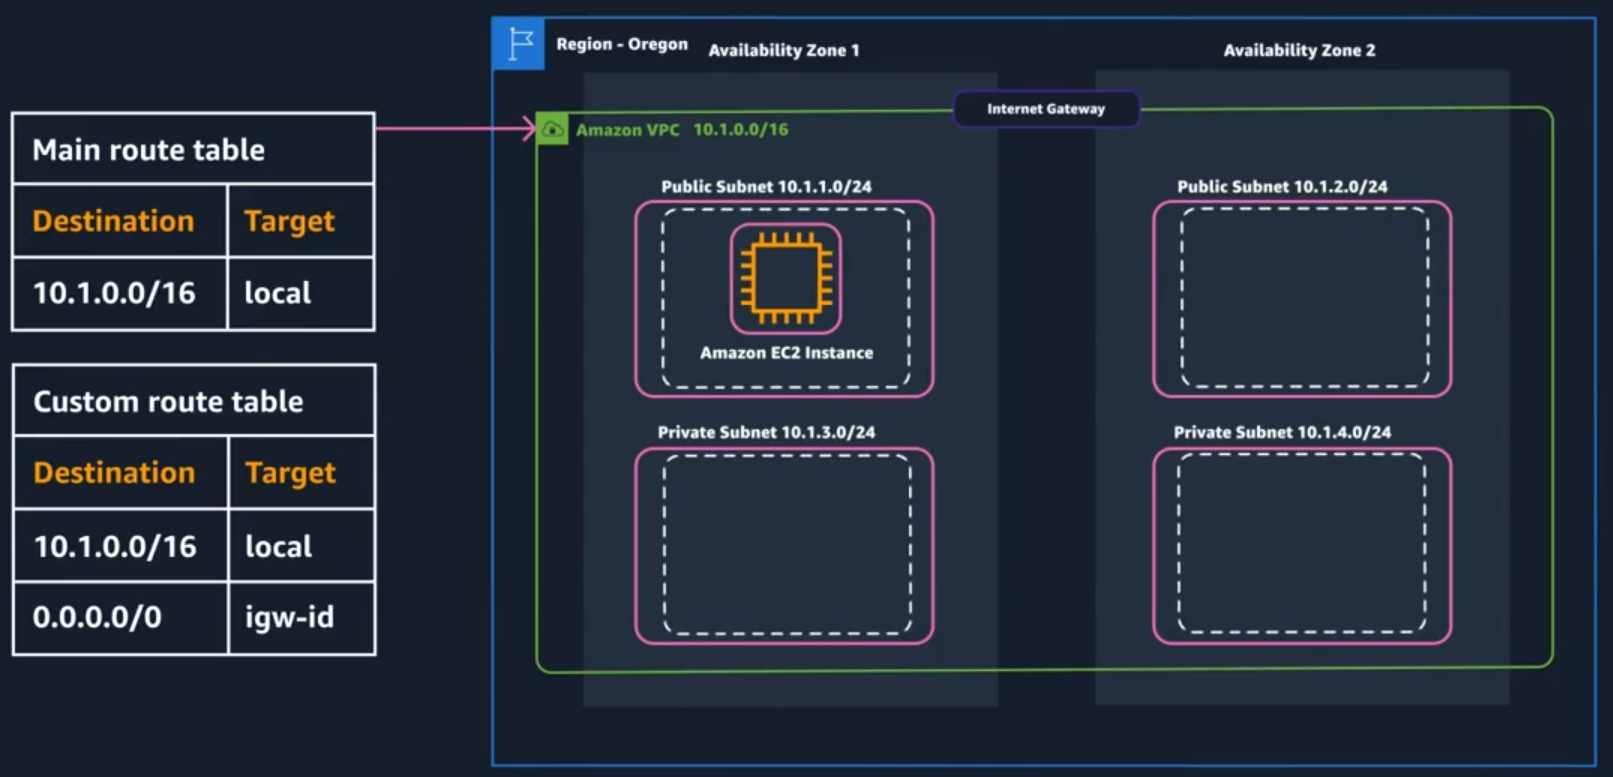 Main route table
Destination Target
10.1.0.0/16 local
Custom route table
Destination Target
10.1.0.0/16 local
0.0.0.0/0 igw-id
Region - Oregon
Availability Zone 1
Availability Zone 2
Internet Gateway
Amazon VPC 10.1.0.0/16
Public Subnet 10.1.1.0/24
Amazon EC2 Instance
Public Subnet 10.1.2.0/24
Private Subnet 10.1.3.0/24
Private Subnet 10.1.4.0/24